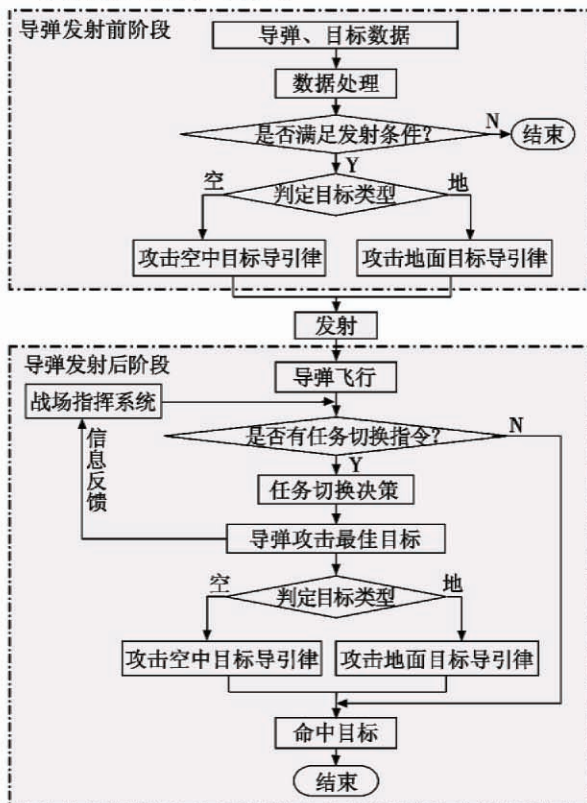 导弹发射前阶段
导弹、目标数据
数据处理
是否满足发射条件?
N
结束
Y
空
判定目标类型
地
攻击空中目标导引律
攻击地面目标导引律
发射
导弹发射后阶段
导弹飞行
战场指挥系统
是否有任务切换指令?
N
信息反馈
Y
任务切换决策
导弹攻击最佳目标
空
判定目标类型
地
攻击空中目标导引律
攻击地面目标导引律
命中目标
结束